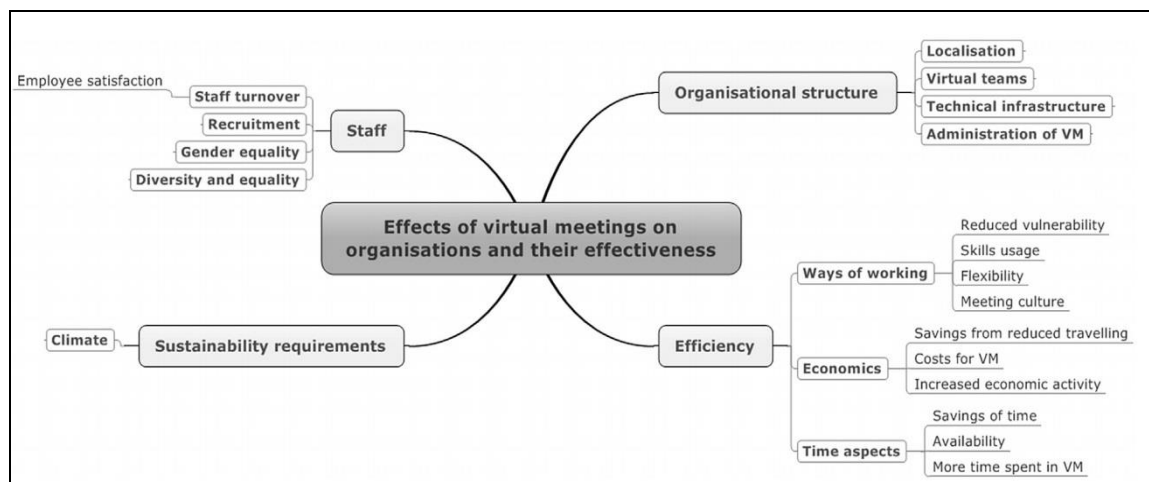 Effects of virtual meetings on
organisations and their effectiveness
Staff
Staff turnover
Employee satisfaction
Recruitment
Gender equality
Diversity and equality
Organisational structure
Localisation
Virtual teams
Technical infrastructure
Administration of VM
Sustainability requirements
Climate
Efficiency
Ways of working
Reduced vulnerability
Skills usage
Flexibility
Meeting culture
Economics
Savings from reduced travelling
Costs for VM
Increased economic activity
Time aspects
Savings of time
Availability
More time spent in VM